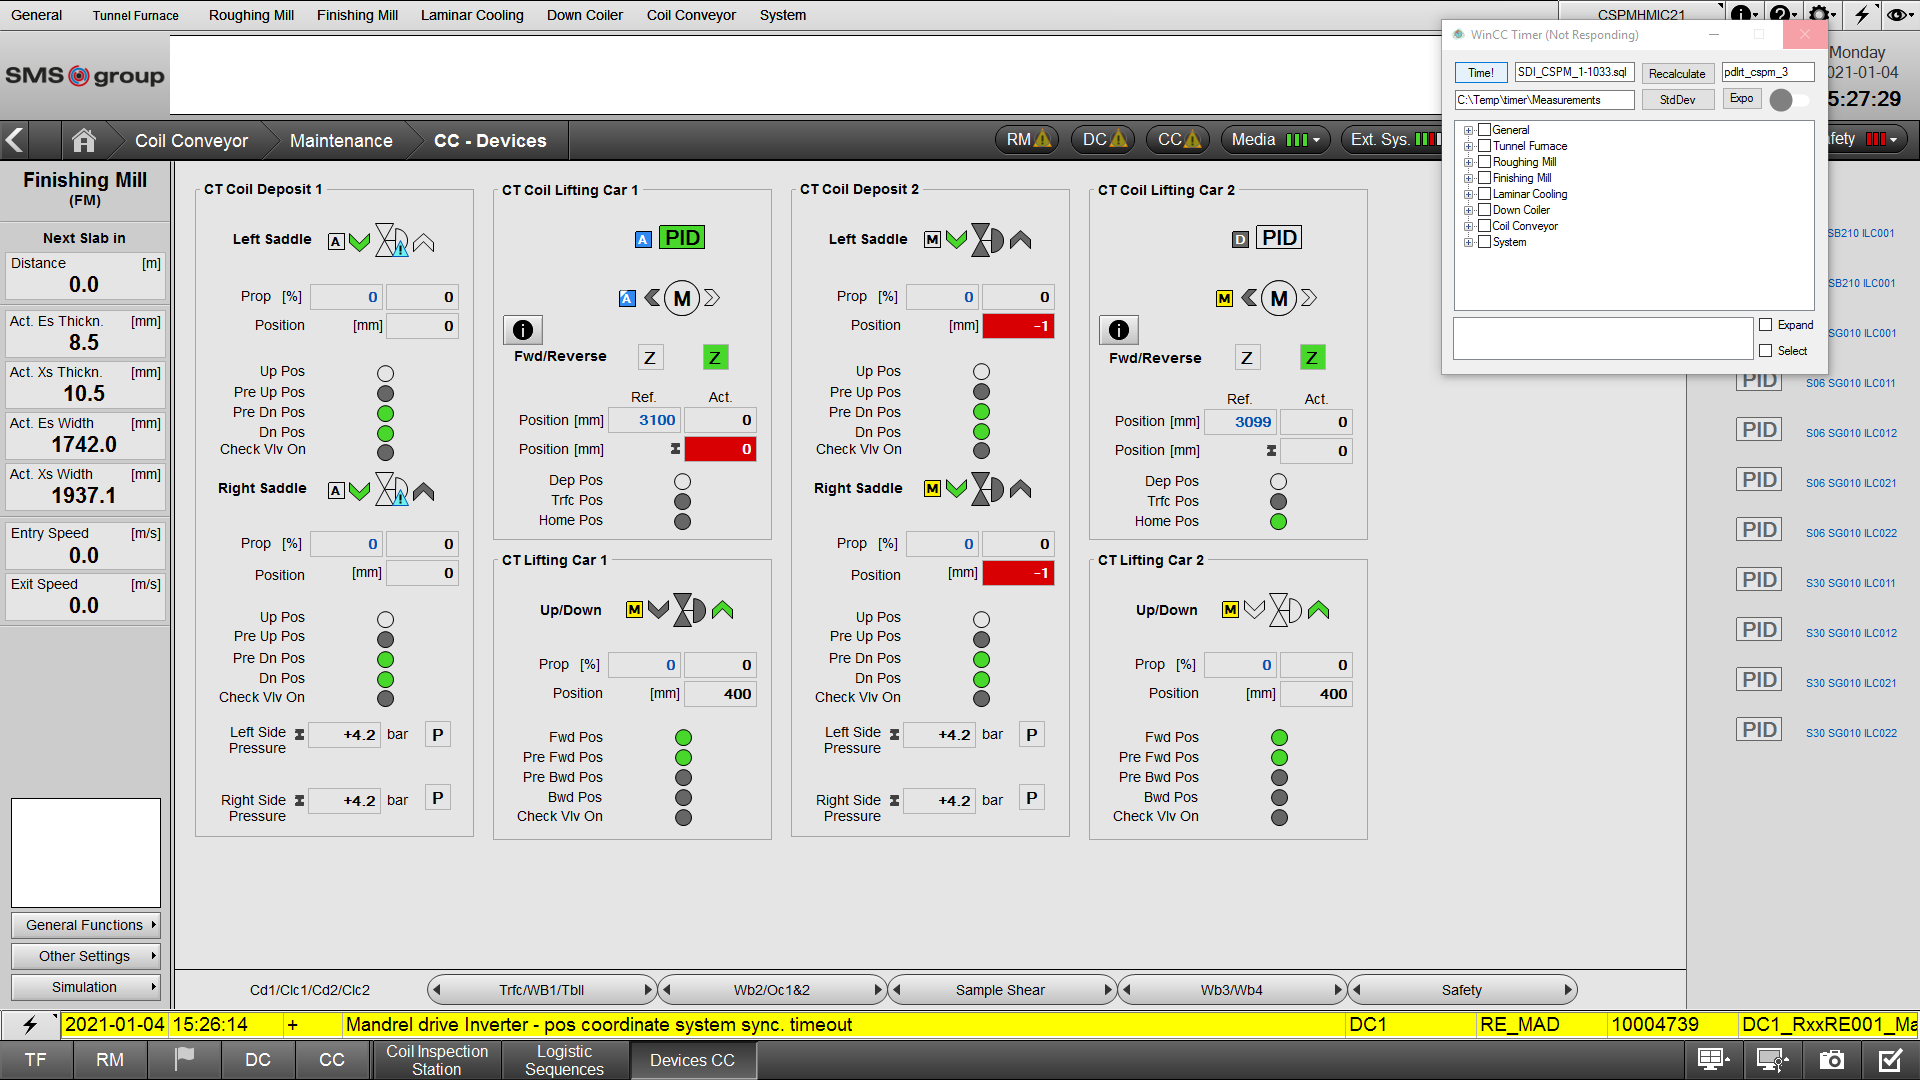 General Tunnel Furnace Roughing Mill Finishing Mill Laminar Cooling Down Coiler Coil Conveyor System CSPMHMIC21
SMS group
Monday
021-01-04
5:27:29
WinCC Timer (Not Responding)
Time! SDI_CSPM_1-1033.sql Recalculate pdlrt_cspm_3
C:\Temp\timer\Measurements StdDev Expo
General
Tunnel Furnace
Roughing Mill
Finishing Mill
Laminar Cooling
Down Coiler
Coil Conveyor
System
Expand
Select
Coil Conveyor Maintenance CC - Devices RM DC CC Media Ext. Sys. fety
Finishing Mill
(FM)
Next Slab in
Distance [m]
0.0
Act. Es Thickn. [mm]
8.5
Act. Xs Thickn. [mm]
10.5
Act. Es Width [mm]
1742.0
Act. Xs Width [mm]
1937.1
Entry Speed [m/s]
0.0
Exit Speed [m/s]
0.0
General Functions
Other Settings
Simulation
CT Coil Deposit 1
Left Saddle A
Prop [%] 0 0
Position [mm] 0
Up Pos
Pre Up Pos
Pre Dn Pos
Dn Pos
Check Vlv On
Right Saddle A
Prop [%] 0 0
Position [mm] 0
Up Pos
Pre Up Pos
Pre Dn Pos
Dn Pos
Check Vlv On
Left Side Pressure +4.2 bar P
Right Side Pressure +4.2 bar P
CT Coil Lifting Car 1
A PID
A M
Fwd/Reverse Z Z
Ref. Act.
Position [mm] 3100 0
Position [mm] 0
Dep Pos
Trfc Pos
Home Pos
CT Lifting Car 1
Up/Down M
Prop [%] 0 0
Position [mm] 400
Fwd Pos
Pre Fwd Pos
Pre Bwd Pos
Bwd Pos
Check Vlv On
CT Coil Deposit 2
Left Saddle M
Prop [%] 0 0
Position [mm] -1
Up Pos
Pre Up Pos
Pre Dn Pos
Dn Pos
Check Vlv On
Right Saddle M
Prop [%] 0 0
Position [mm] -1
Up Pos
Pre Up Pos
Pre Dn Pos
Dn Pos
Check Vlv On
Left Side Pressure +4.2 bar P
Right Side Pressure +4.2 bar P
CT Coil Lifting Car 2
D PID
M M
Fwd/Reverse Z Z
Ref. Act.
Position [mm] 3099 0
Position [mm] 0
Dep Pos
Trfc Pos
Home Pos
CT Lifting Car 2
Up/Down M
Prop [%] 0 0
Position [mm] 400
Fwd Pos
Pre Fwd Pos
Pre Bwd Pos
Bwd Pos
Check Vlv On
SB210 ILC001
SB210 ILC001
SG010 ILC001
PID S06 SG010 ILC011
PID S06 SG010 ILC012
PID S06 SG010 ILC021
PID S06 SG010 ILC022
PID S30 SG010 ILC011
PID S30 SG010 ILC012
PID S30 SG010 ILC021
PID S30 SG010 ILC022
Cd1/Clc1/Cd2/Clc2 Trfc/WB1/Tbll Wb2/Oc1&2 Sample Shear Wb3/Wb4 Safety
2021-01-04 15:26:14 + Mandrel drive Inverter - pos coordinate system sync. timeout DC1 RE_MAD 10004739 DC1_RxxRE001_Ma
TF RM DC CC Coil Inspection Station Logistic Sequences Devices CC